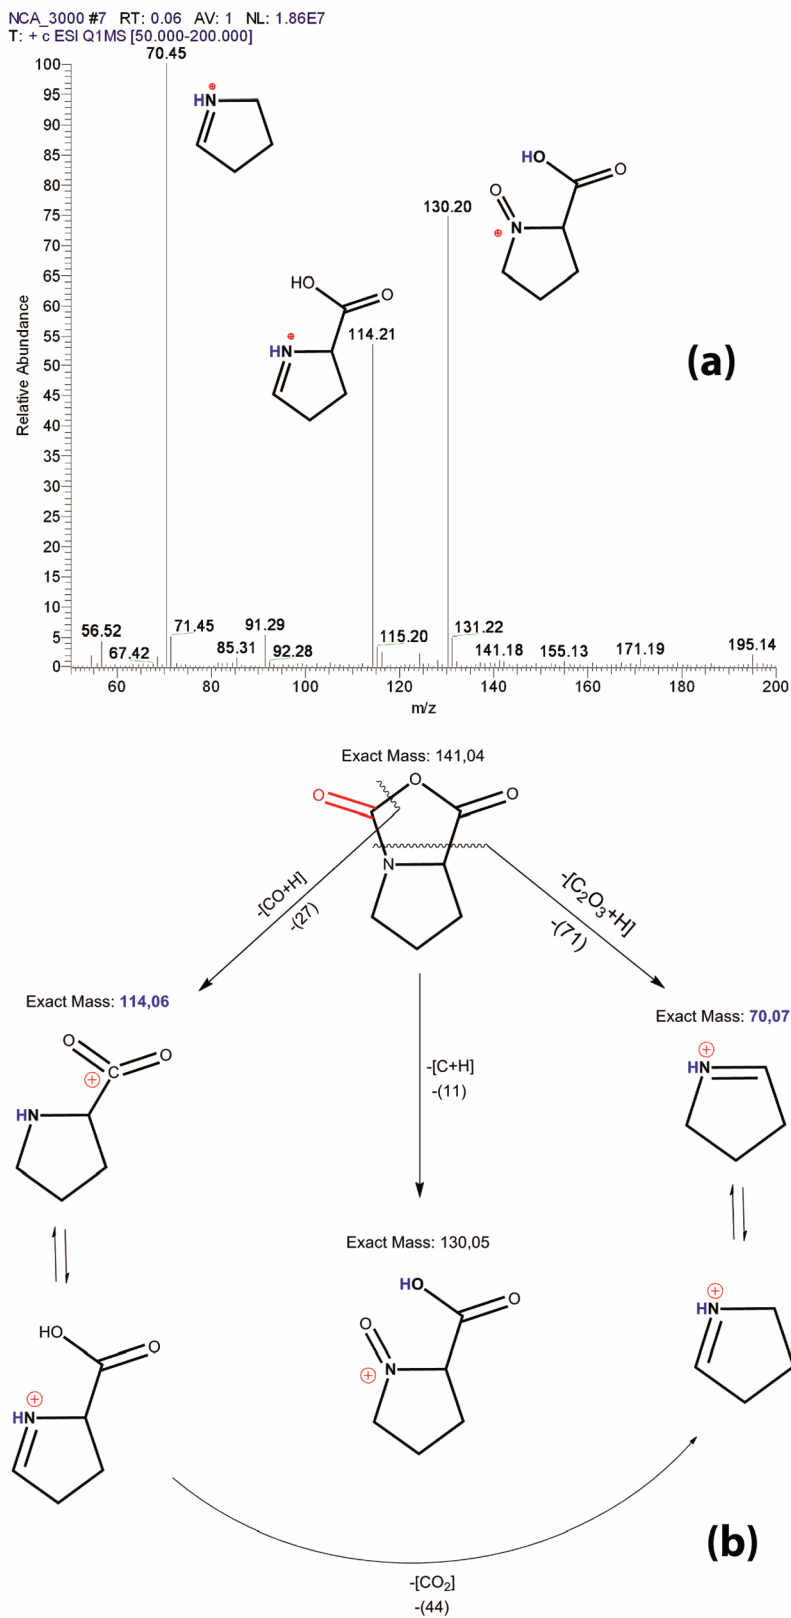 NCA_3000 #7 RT: 0.06 AV: 1 NL: 1.86E7
T: + c ESI Q1MS [50.000-200.000]
70.45
100
95
90
85
80
75
70
65
60
55
50
45
40
35
30
25
20
15
10
5
0
Relative Abundance
HN
⊕
HO
O
O
N
⊕
130.20
HO
O
⊕
HN
114.21
(a)
56.52
67.42
71.45
85.31
91.29
92.28
115.20
131.22
141.18
155.13
171.19
195.14
60
80
100
120
140
160
180
200
m/z
Exact Mass: 141,04
O
O
O
N
-[CO+H]
-(27)
-[C2O3+H]
-(71)
Exact Mass: 114,06
O
O
⊕
C
HN
-[C+H]
-(11)
Exact Mass: 70,07
⊕
HN
Exact Mass: 130,05
HO
O
O
⊕
N
HO
O
⊕
HN
⊕
HN
(b)
-[CO2]
-(44)